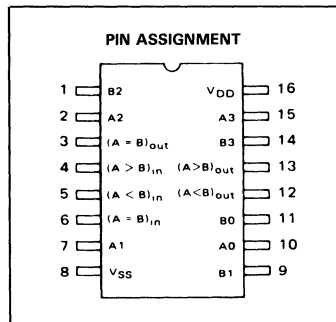 PIN ASSIGNMENT
1 B2 VDD 16
2 A2 A3 15
3 (A = B)out B3 14
4 (A > B)in (A>B)out 13
5 (A < B)in (A<B)out 12
6 (A = B)in B0 11
7 A1 A0 10
8 VSS B1 9